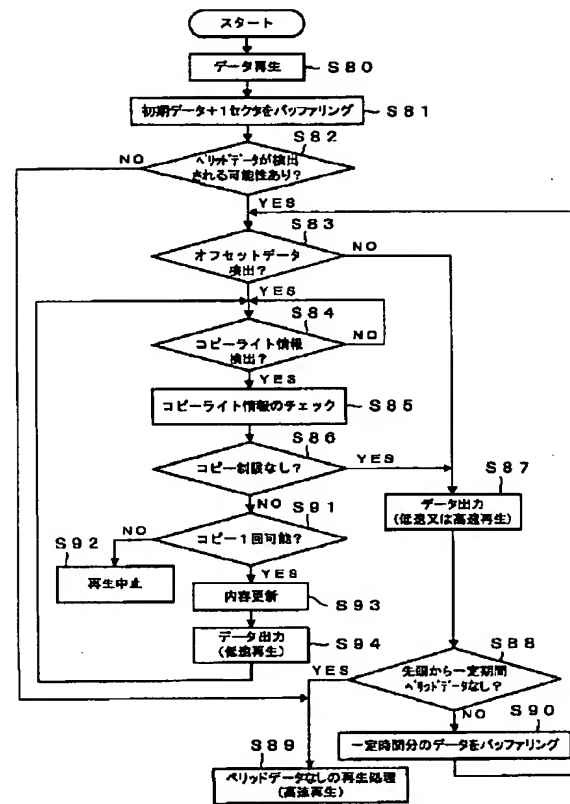 スタート
データ再生
S80
初期データ+1セクタをバッファリング
S81
S82
ベリッドデータが検出
される可能性あり?
NO
YES
S83
オフセットデータ
検出?
NO
YES
S84
コピーライト情報
検出?
NO
YES
コピーライト情報のチェック
S85
S86
コピー制限なし?
YES
NO
S87
データ出力
(低速又は高速再生)
S91
コピー1回可能?
NO
YES
S92
再生中止
内容更新
S93
データ出力
(低速再生)
S94
S88
先頭から一定期間
ベリッドデータなし?
YES
NO
S90
一定時間分のデータをバッファリング
S89
ベリッドデータなしの再生処理
(高速再生)